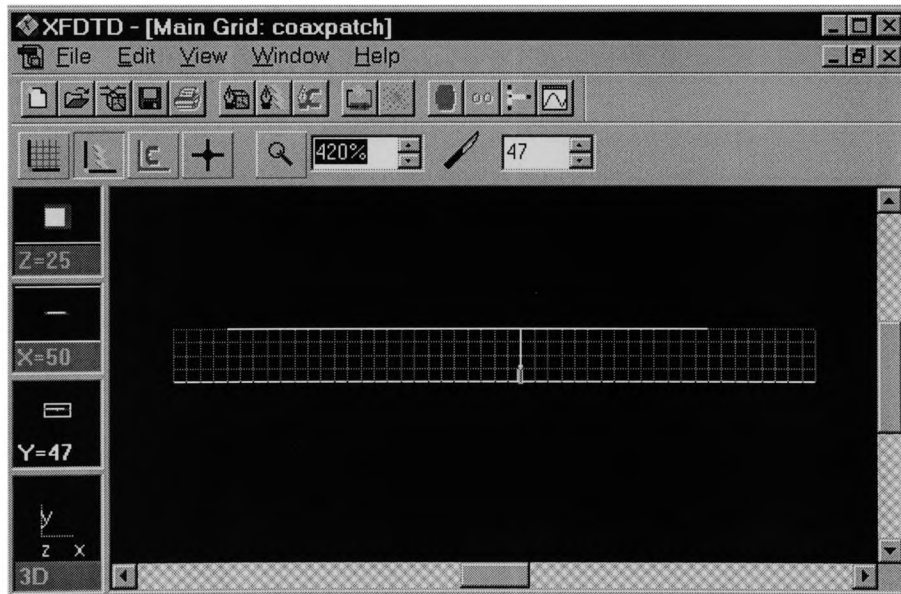 XFDTD - [Main Grid: coaxpatch]
File Edit View Window Help
420% 47
Z=25
X=50
Y=47
y
z x
3D